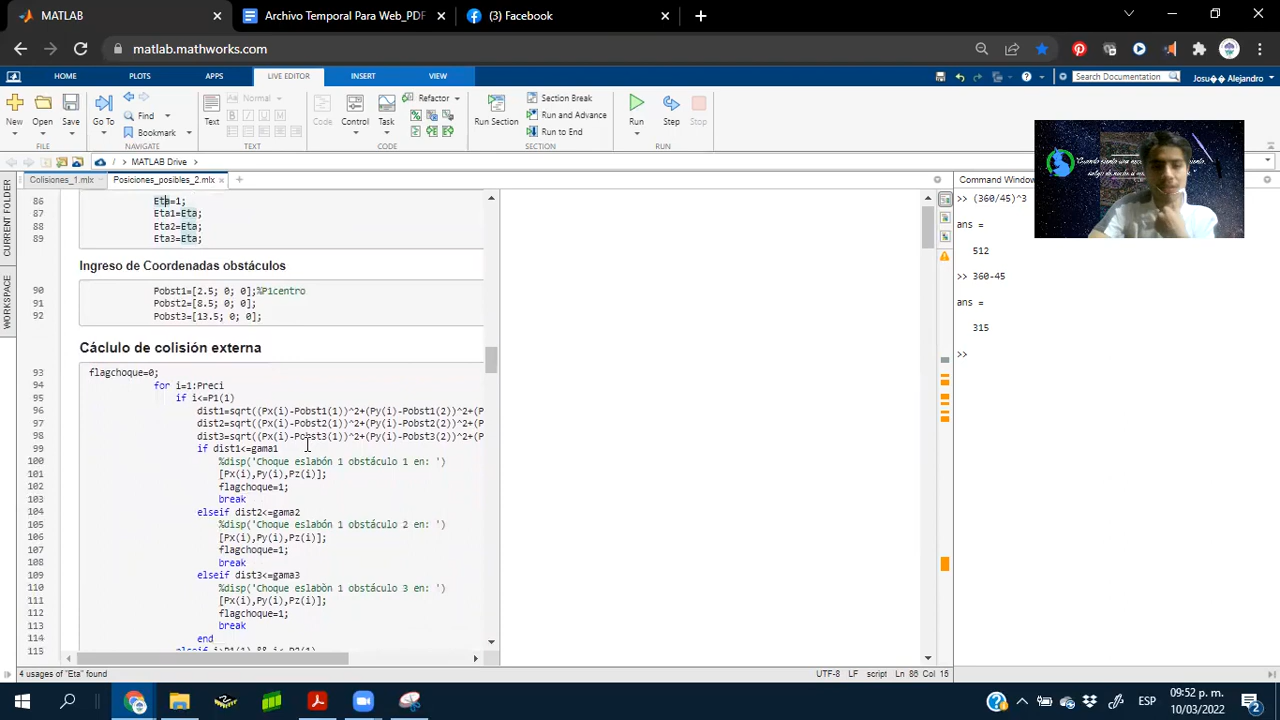 MATLAB
Archivo Temporal Para Web_PDF
(3) Facebook
matlab.mathworks.com
HOME PLOTS APPS LIVE EDITOR INSERT VIEW
Search Documentation
Josu�� Alejandro
New Open Save
Go To Find Bookmark
Text Normal
Code Control Task Refactor
Run Section
Section Break
Run and Advance
Run to End
Run Step Stop
FILE NAVIGATE TEXT CODE SECTION RUN
/ MATLAB Drive
Colisiones_1.mlx Posiciones_posibles_2.mlx
CURRENT FOLDER
WORKSPACE
86 Eta=1;
87 Eta1=Eta;
88 Eta2=Eta;
89 Eta3=Eta;
Ingreso de Coordenadas obstáculos
90 Pobst1=[2.5; 0; 0];%P1centro
91 Pobst2=[8.5; 0; 0];
92 Pobst3=[13.5; 0; 0];
Cáclulo de colisión externa
93 flagchoque=0;
94 for i=1:Preci
95 if i<=P1(1)
96 dist1=sqrt((Px(i)-Pobst1(1))^2+(Py(i)-Pobst1(2))^2+(P
97 dist2=sqrt((Px(i)-Pobst2(1))^2+(Py(i)-Pobst2(2))^2+(P
98 dist3=sqrt((Px(i)-Pobst3(1))^2+(Py(i)-Pobst3(2))^2+(P
99 if dist1<=gama1
100 %disp('Choque eslabón 1 obstáculo 1 en: ')
101 [Px(i),Py(i),Pz(i)];
102 flagchoque=1;
103 break
104 elseif dist2<=gama2
105 %disp('Choque eslabón 1 obstáculo 2 en: ')
106 [Px(i),Py(i),Pz(i)];
107 flagchoque=1;
108 break
109 elseif dist3<=gama3
110 %disp('Choque eslabòn 1 obstáculo 3 en: ')
111 [Px(i),Py(i),Pz(i)];
112 flagchoque=1;
113 break
114 end
115 elseif i>P1(1) && i<=P2(1)
Command Window
>> (360/45)^3
ans =
512
>> 360-45
ans =
315
>>
4 usages of "Eta" found
UTF-8 LF script Ln 86 Col 15
ESP
09:52 p. m.
10/03/2022
2